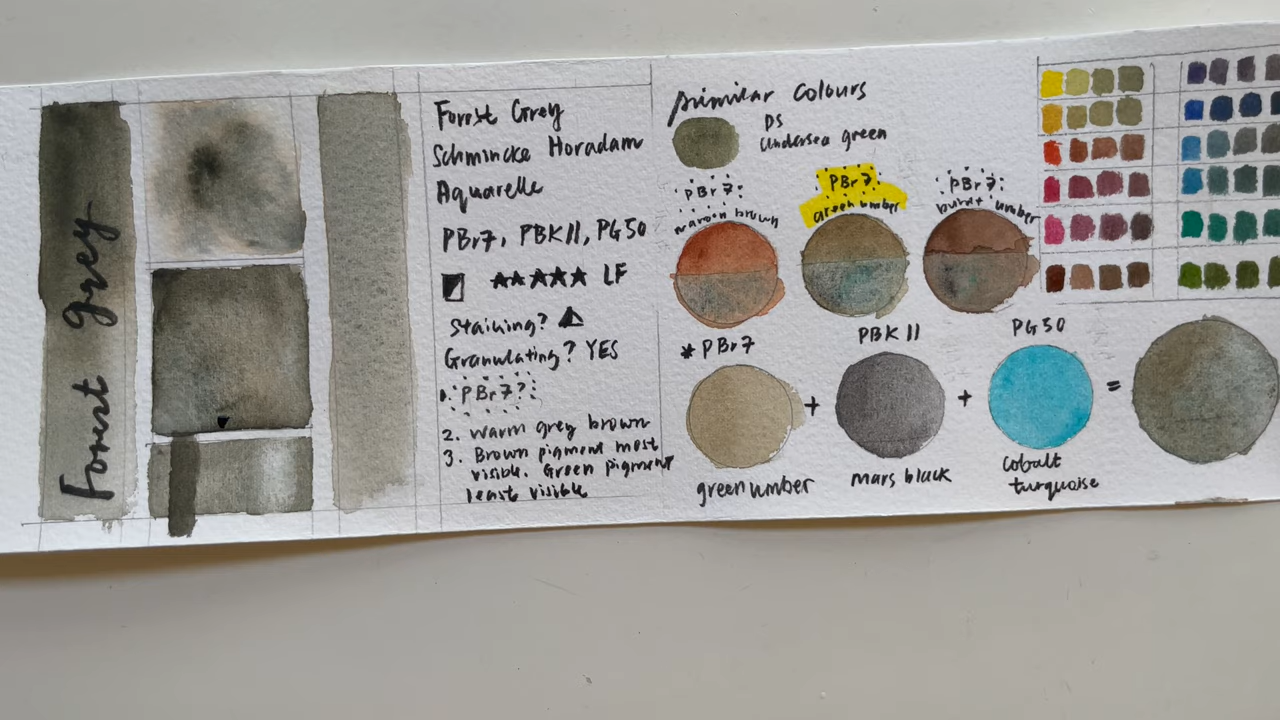 Forest grey
Forest Grey
Schmincke Horadam
Aquarelle
PBr7, PBK11, PG50
★★★★★ LF
Staining?
Granulating? YES
1. PBr7?
2. Warm grey brown
3. Brown pigment most
visible. Green pigment
least visible
Similar Colours
DS
Undersea green
PBr7
maroon brown
PBr7
green umber
PBr7
burnt umber
*PBr7
+
PBK11
+
PG50
=
green umber
mars black
cobalt
turquoise